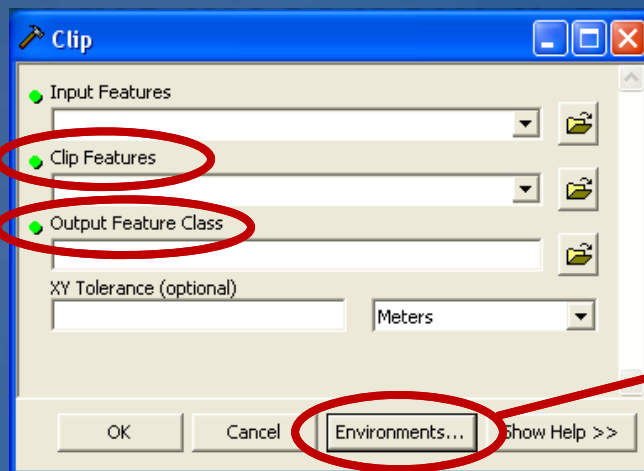 Clip
Input Features
Clip Features
Output Feature Class
XY Tolerance (optional)
Meters
OK Cancel Environments... Show Help >>